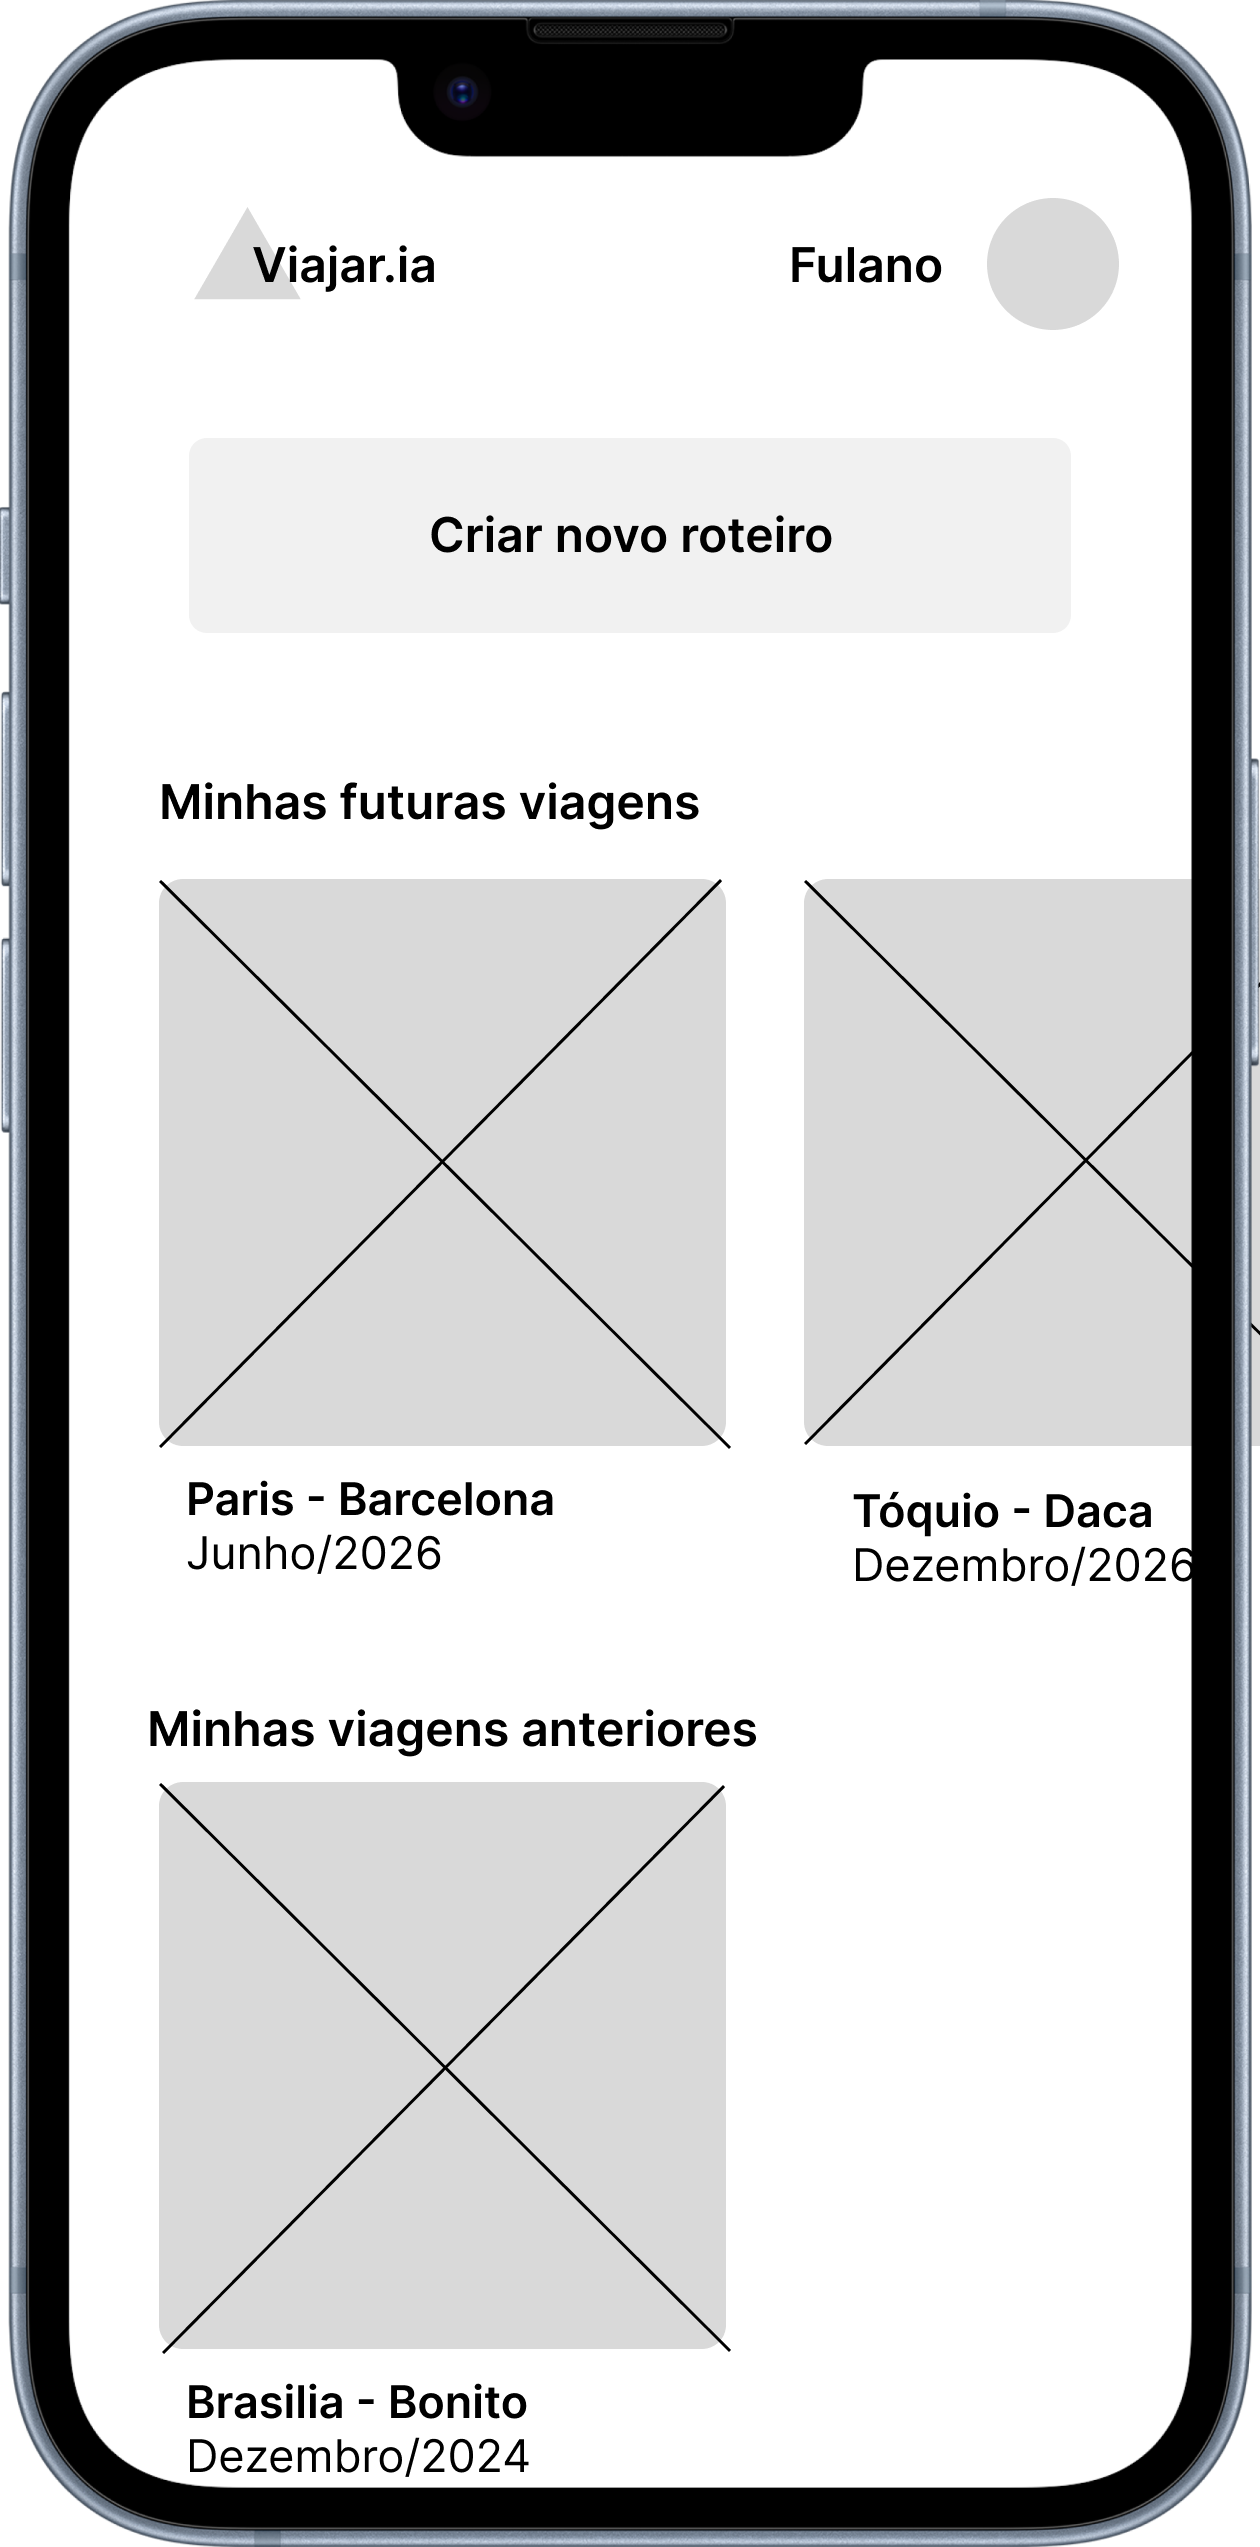 Viajar.ia
Fulano
Criar novo roteiro
Minhas futuras viagens
Paris - Barcelona
Junho/2026
Tóquio - Daca
Dezembro/2026
Minhas viagens anteriores
Brasilia - Bonito
Dezembro/2024